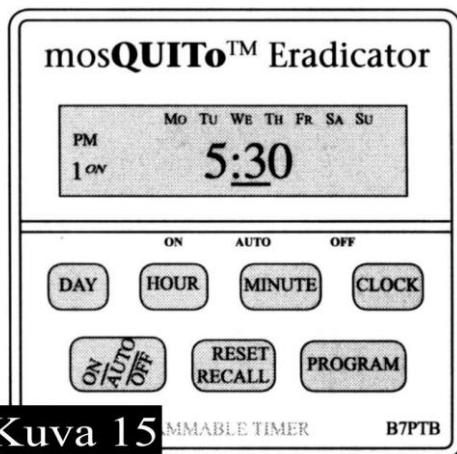 mosQUITo™ Eradicator
MO TU WE TH FR SA SU
PM
1 ON 5:30
ON AUTO OFF
DAY HOUR MINUTE CLOCK
ON/AUTO/OFF RESET RECALL PROGRAM
Kuva 15 MMABLE TIMER B7PTB